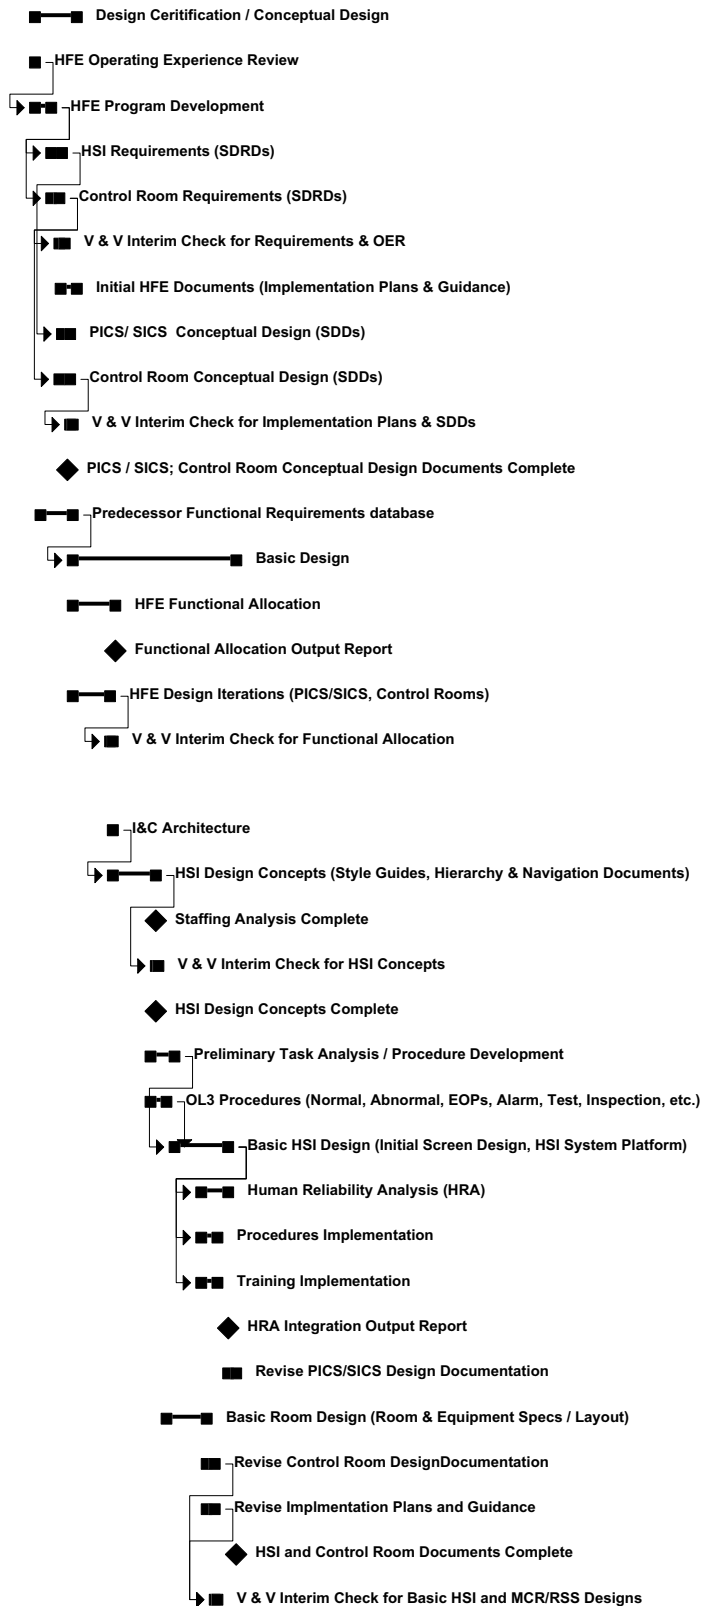 Design Ceritification / Conceptual Design
HFE Operating Experience Review
HFE Program Development
HSI Requirements (SDRDs)
Control Room Requirements (SDRDs)
V & V Interim Check for Requirements & OER
Initial HFE Documents (Implementation Plans & Guidance)
PICS/ SICS  Conceptual Design (SDDs)
Control Room Conceptual Design (SDDs)
V & V Interim Check for Implementation Plans & SDDs
PICS / SICS; Control Room Conceptual Design Documents Complete
Predecessor Functional Requirements database
Basic Design
HFE Functional Allocation
Functional Allocation Output Report
HFE Design Iterations (PICS/SICS, Control Rooms)
V & V Interim Check for Functional Allocation
I&C Architecture
HSI Design Concepts (Style Guides, Hierarchy & Navigation Documents)
Staffing Analysis Complete
V & V Interim Check for HSI Concepts
HSI Design Concepts Complete
Preliminary Task Analysis / Procedure Development
OL3 Procedures (Normal, Abnormal, EOPs, Alarm, Test, Inspection, etc.)
Basic HSI Design (Initial Screen Design, HSI System Platform)
Human Reliability Analysis (HRA)
Procedures Implementation
Training Implementation
HRA Integration Output Report
Revise PICS/SICS Design Documentation
Basic Room Design (Room & Equipment Specs / Layout)
Revise Control Room DesignDocumentation
Revise Implmentation Plans and Guidance
HSI and Control Room Documents Complete
V & V Interim Check for Basic HSI and MCR/RSS Designs